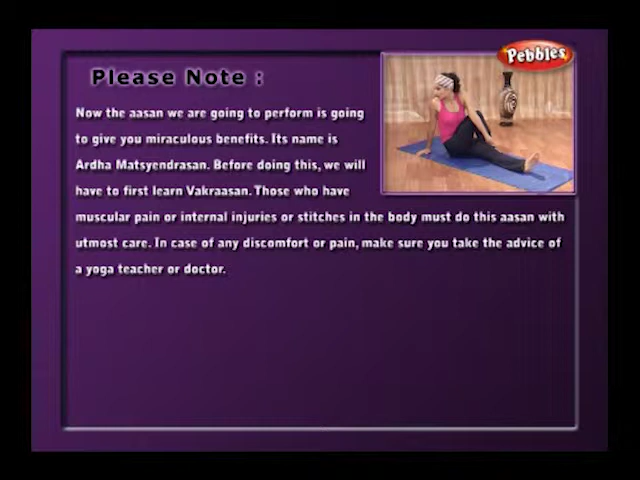 Pebbles
Please Note :
Now the aasan we are going to perform is going
to give you miraculous benefits. Its name is
Ardha Matsyendrasan. Before doing this, we will
have to first learn Vakraasan. Those who have
muscular pain or internal injuries or stitches in the body must do this aasan with
utmost care. In case of any discomfort or pain, make sure you take the advice of
a yoga teacher or doctor.